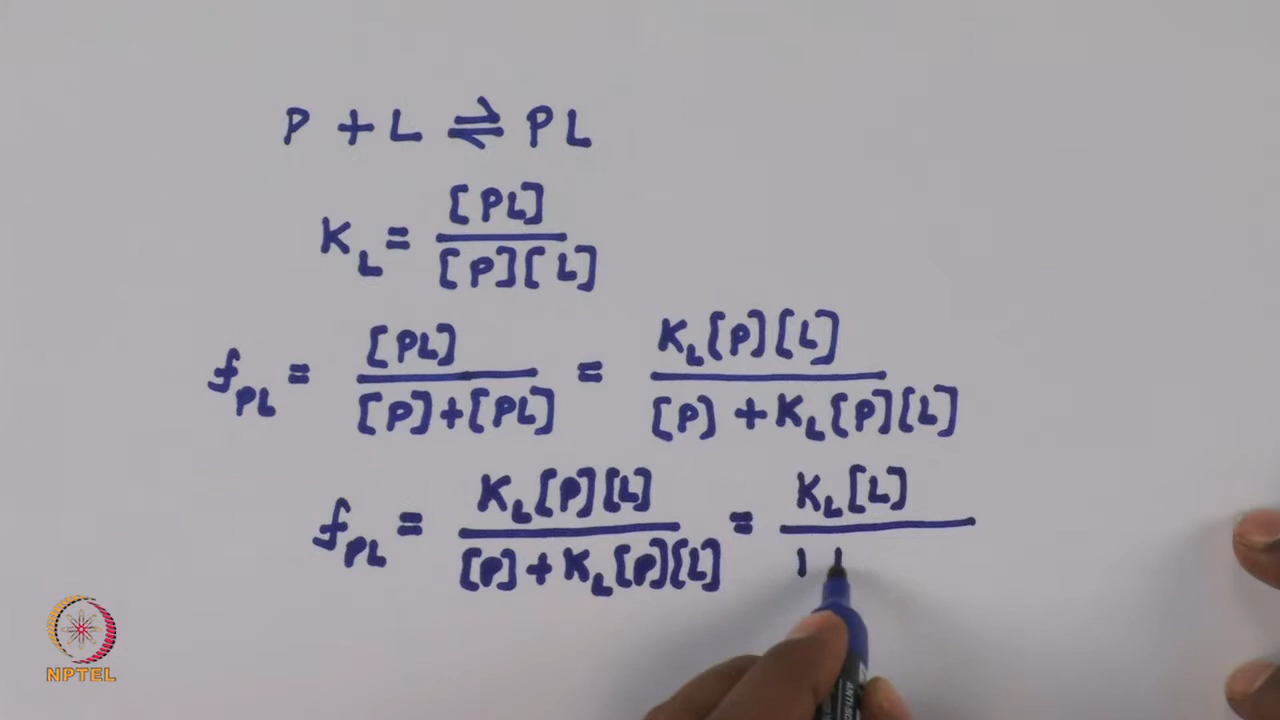 P + L ⇌ PL
K_L = [PL] / [P][L]
f_PL = [PL] / [P]+[PL] = K_L[P][L] / [P] + K_L[P][L]
f_PL = K_L[P][L] / [P] + K_L[P][L] = K_L[L] / 1
NPTEL